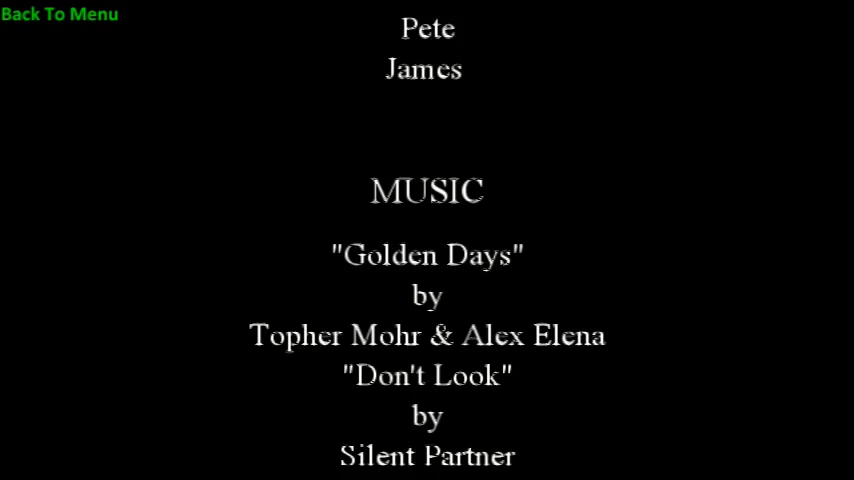 Back To Menu
Pete
James
MUSIC
"Golden Days"
by
Topher Mohr & Alex Elena
"Don't Look"
by
Silent Partner